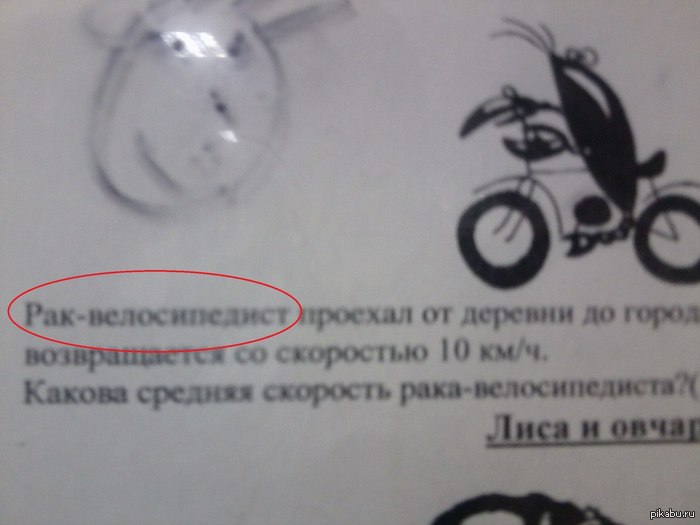 Рак-велосипедист проехал от деревни до город
возвращается со скоростью 10 км/ч.
Какова средняя скорость рака-велосипедиста?(
Лиса и овчар
pikabu.ru